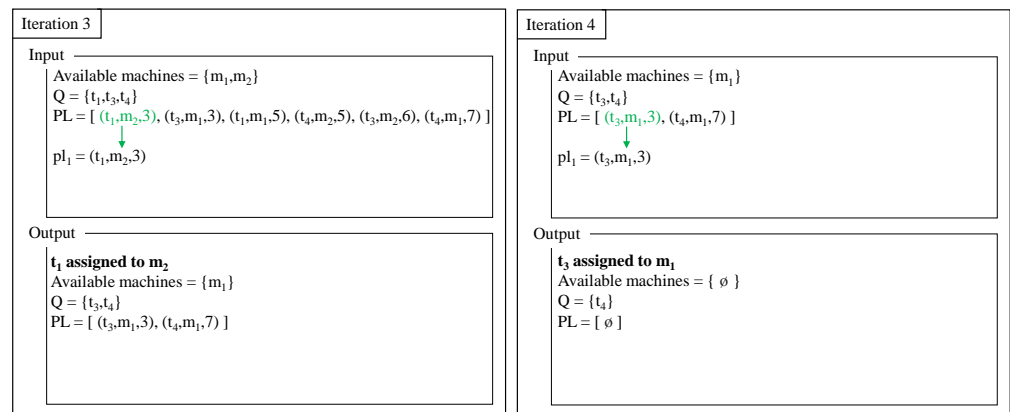 Iteration 3
Input
Available machines = {m₁,m₂}
Q = {t₁,t₃,t₄}
PL = [ (t₁,m₂,3), (t₃,m₁,3), (t₁,m₁,5), (t₄,m₂,5), (t₃,m₂,6), (t₄,m₁,7) ]
pl₁ = (t₁,m₂,3)
Output
t₁ assigned to m₂
Available machines = {m₁}
Q = {t₃,t₄}
PL = [ (t₃,m₁,3), (t₄,m₁,7) ]
Iteration 4
Input
Available machines = {m₁}
Q = {t₃,t₄}
PL = [ (t₃,m₁,3), (t₄,m₁,7) ]
pl₁ = (t₃,m₁,3)
Output
t₃ assigned to m₁
Available machines = { ø }
Q = {t₄}
PL = [ ø ]